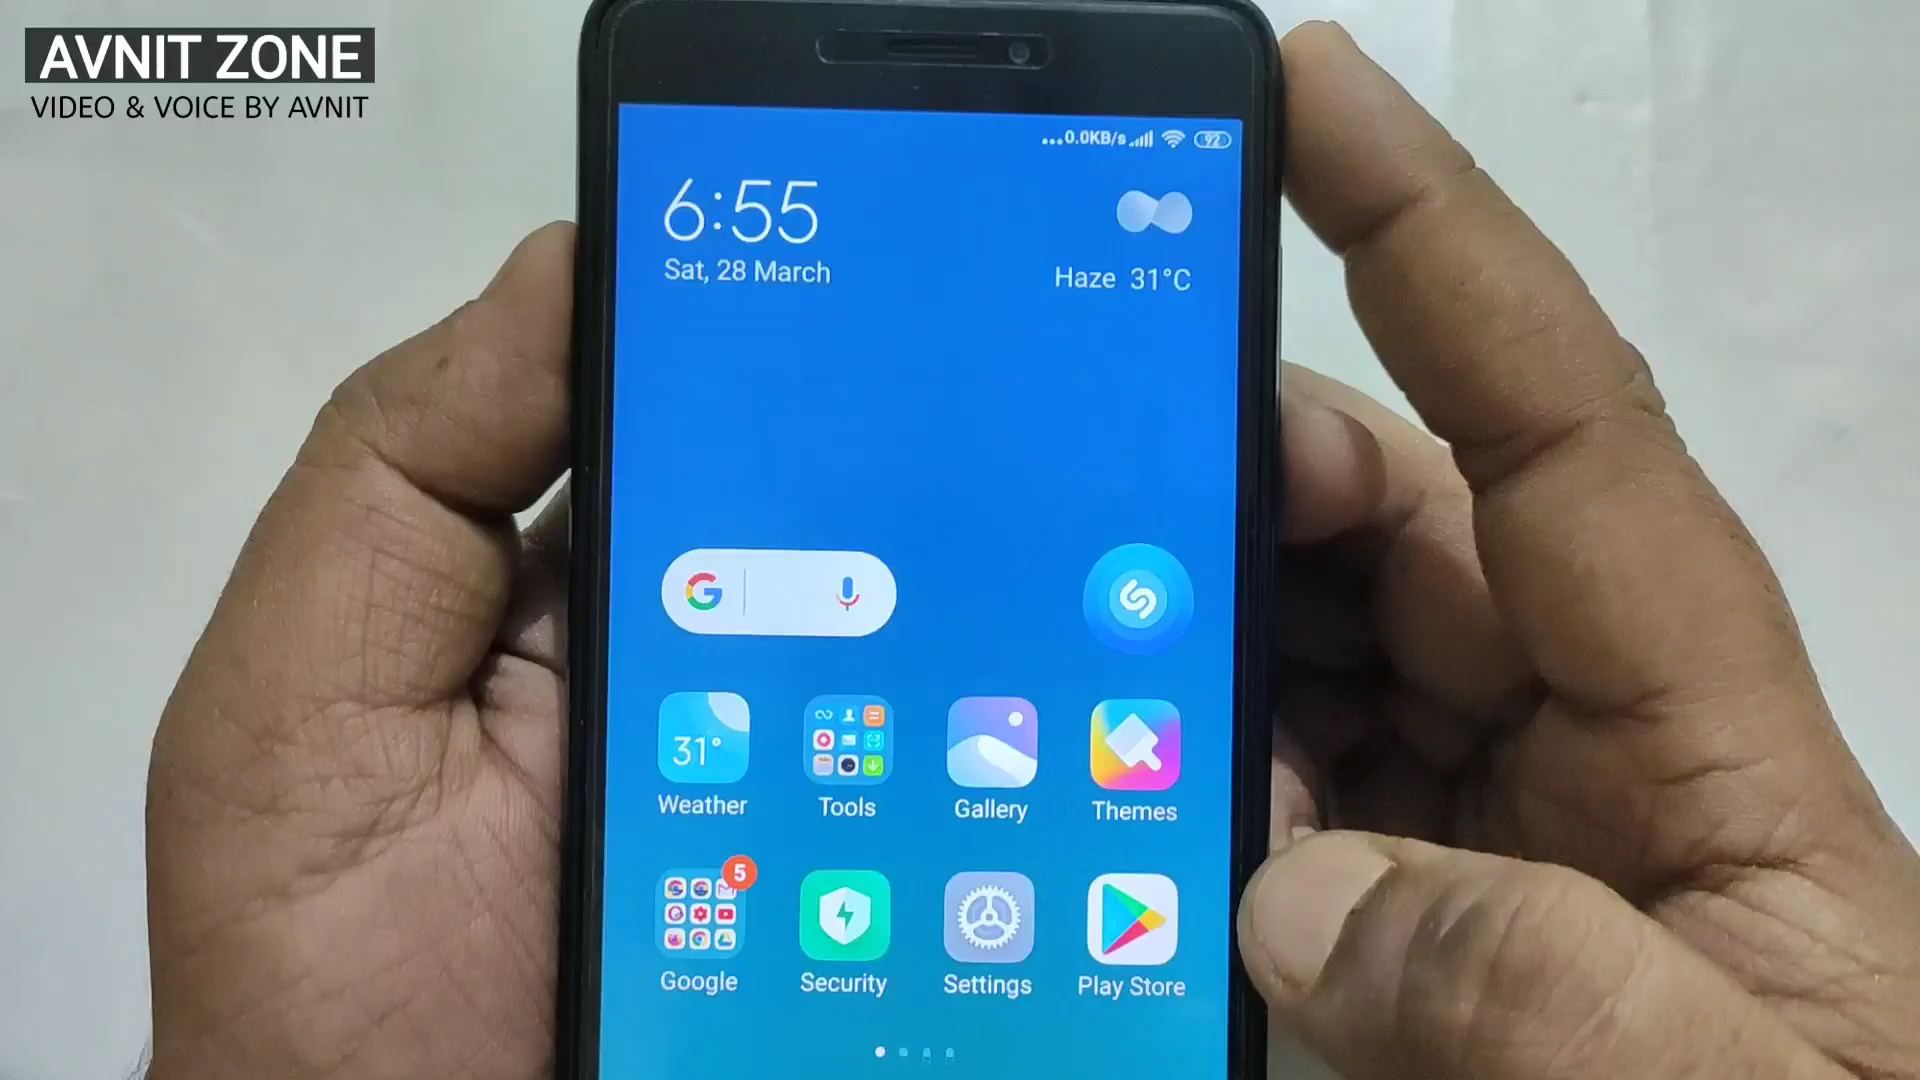 AVNIT ZONE
VIDEO & VOICE BY AVNIT
...0.0KB/s 92
6:55
Sat, 28 March
Haze 31°C
G
31°
Weather
Tools
Gallery
Themes
5
Google
Security
Settings
Play Store